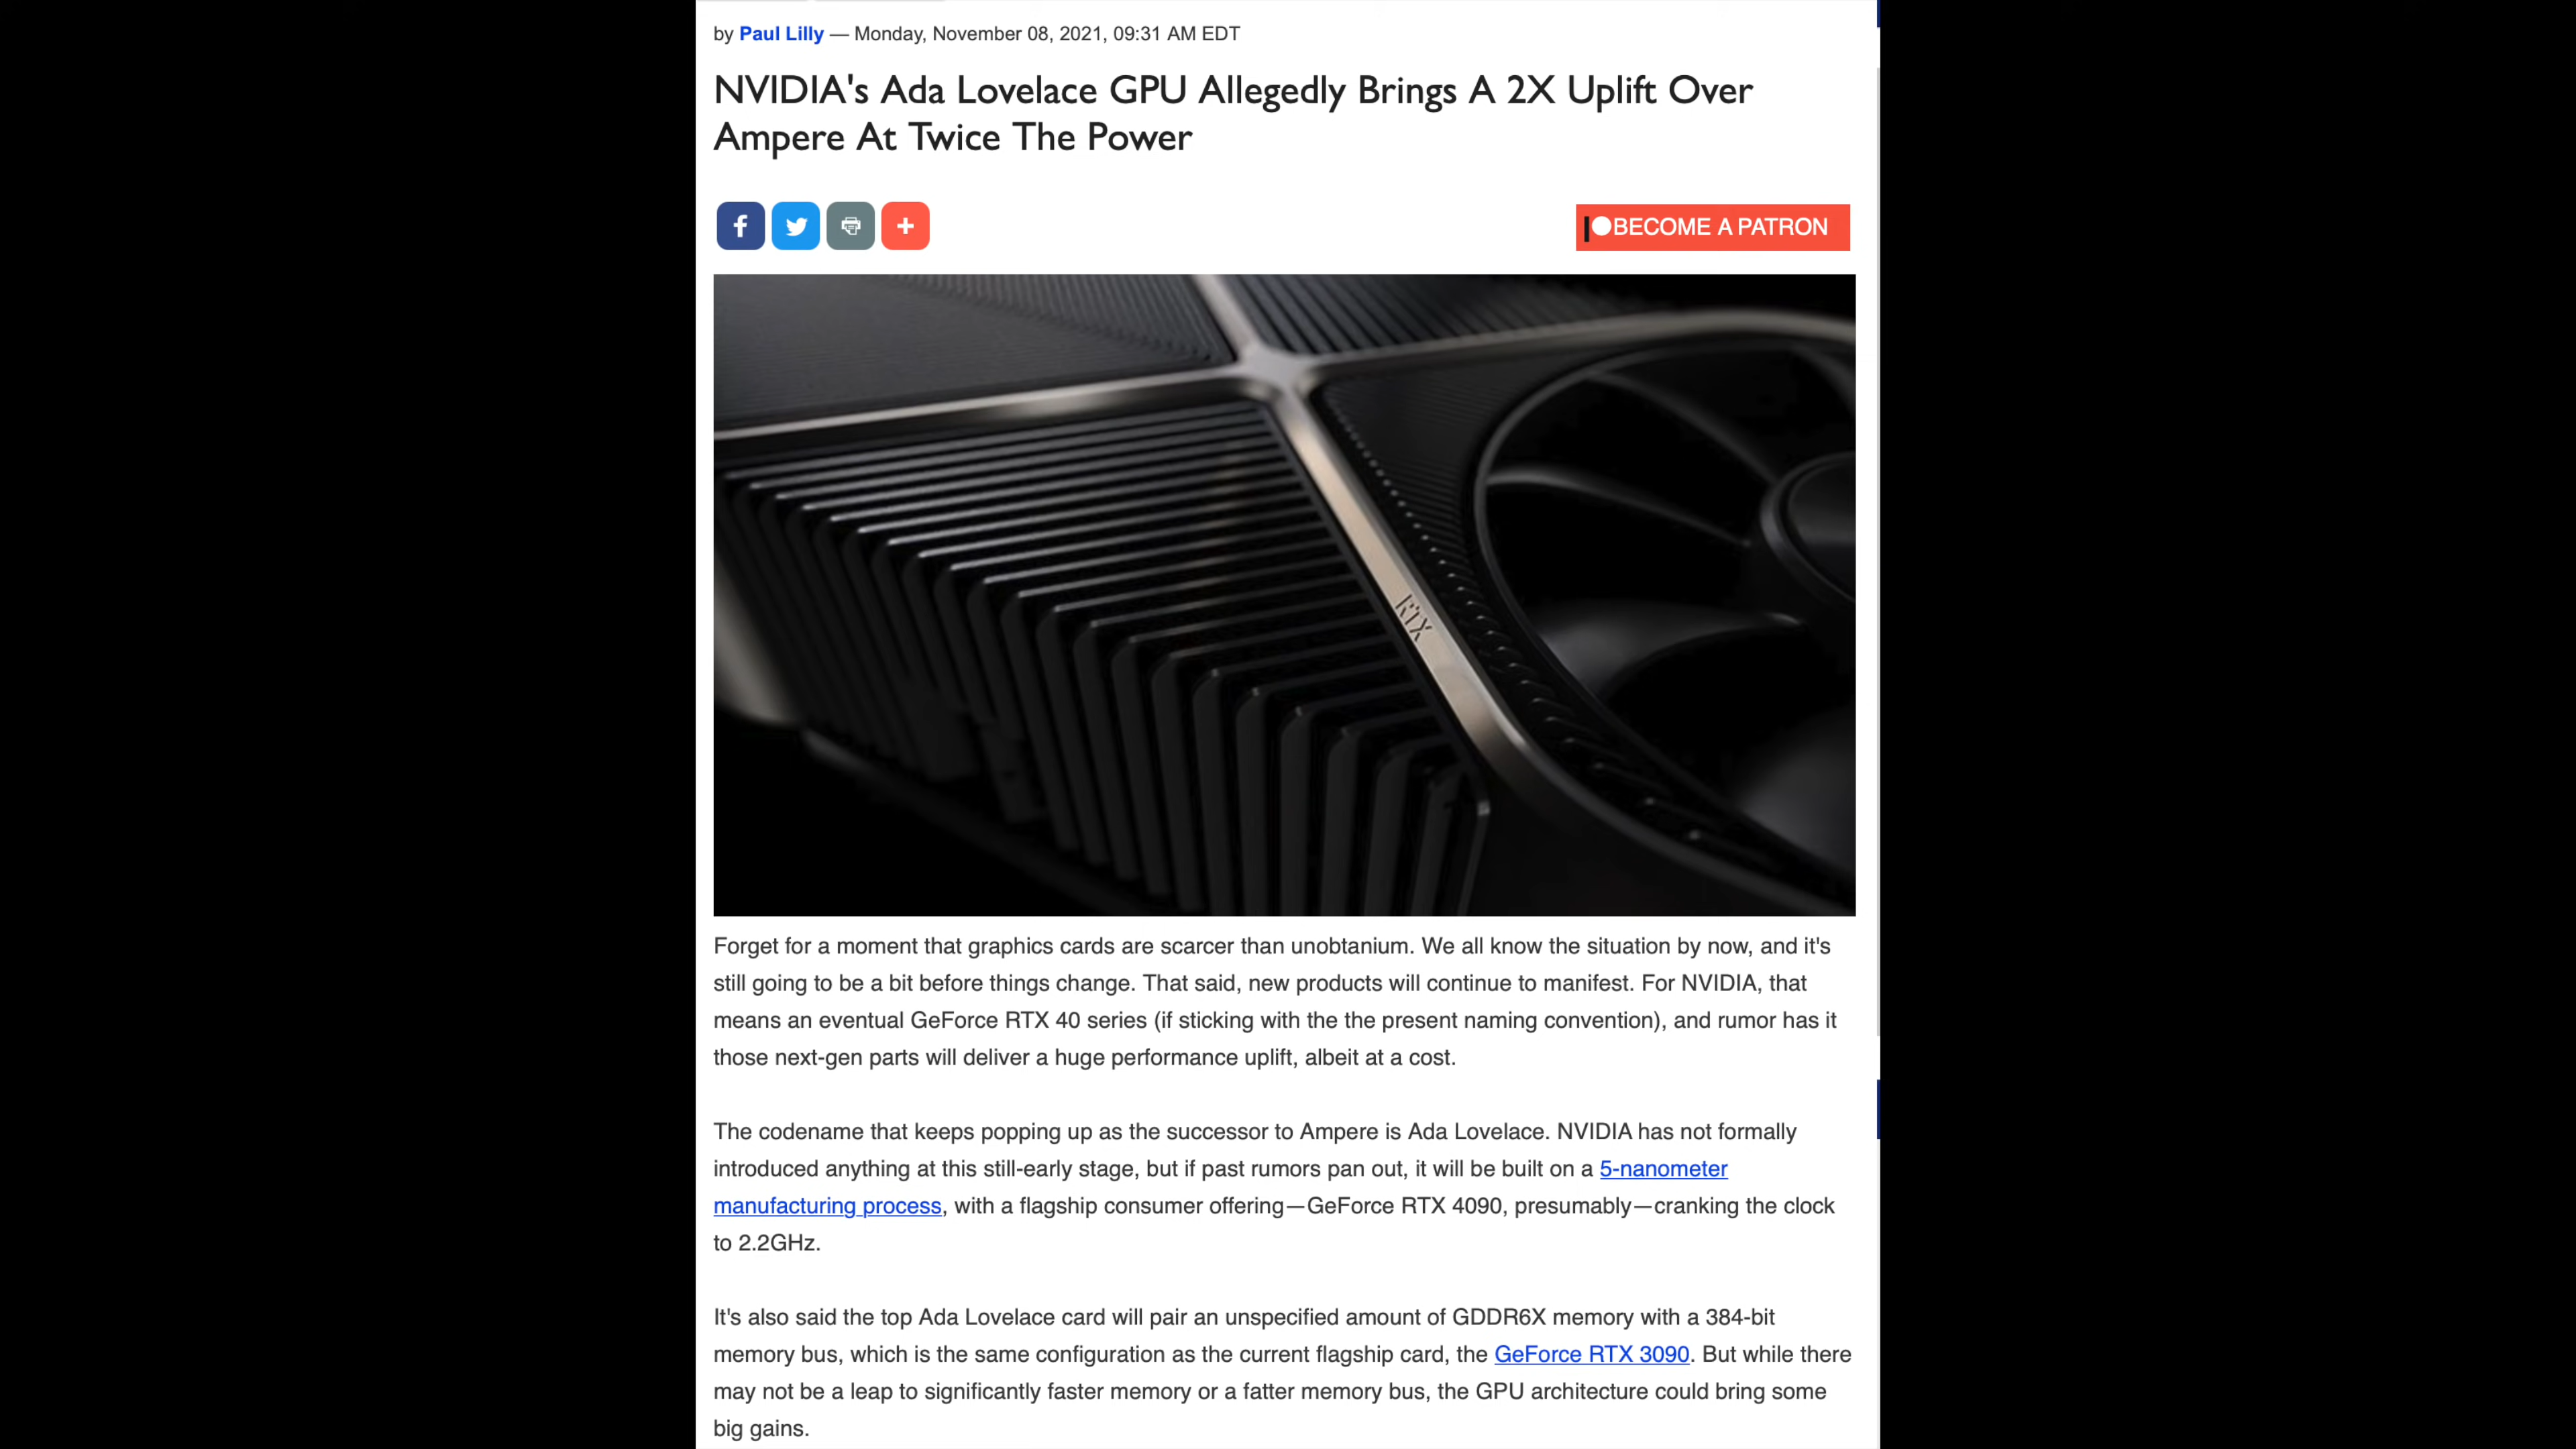 by Paul Lilly — Monday, November 08, 2021, 09:31 AM EDT
NVIDIA's Ada Lovelace GPU Allegedly Brings A 2X Uplift Over
Ampere At Twice The Power
BECOME A PATRON
RTX
Forget for a moment that graphics cards are scarcer than unobtanium. We all know the situation by now, and it's
still going to be a bit before things change. That said, new products will continue to manifest. For NVIDIA, that
means an eventual GeForce RTX 40 series (if sticking with the the present naming convention), and rumor has it
those next-gen parts will deliver a huge performance uplift, albeit at a cost.
The codename that keeps popping up as the successor to Ampere is Ada Lovelace. NVIDIA has not formally
introduced anything at this still-early stage, but if past rumors pan out, it will be built on a 5-nanometer
manufacturing process, with a flagship consumer offering—GeForce RTX 4090, presumably—cranking the clock
to 2.2GHz.
It's also said the top Ada Lovelace card will pair an unspecified amount of GDDR6X memory with a 384-bit
memory bus, which is the same configuration as the current flagship card, the GeForce RTX 3090. But while there
may not be a leap to significantly faster memory or a fatter memory bus, the GPU architecture could bring some
big gains.